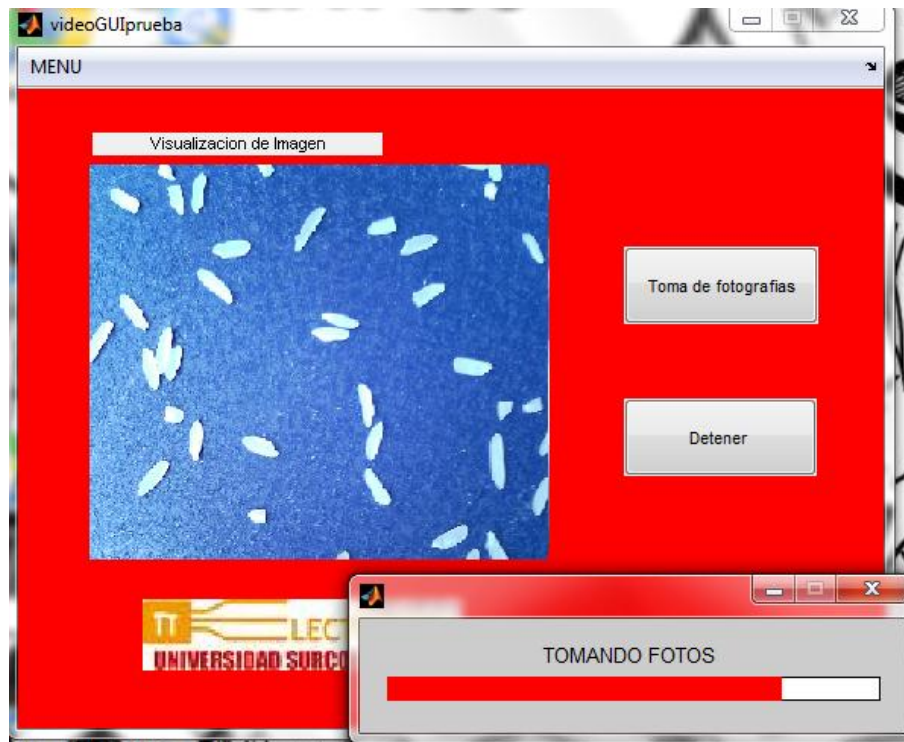 videoGUIprueba
MENU
Visualizacion de Imagen
Toma de fotografias
Detener
LEC
UNIVERSIDAD SURCO
TOMANDO FOTOS